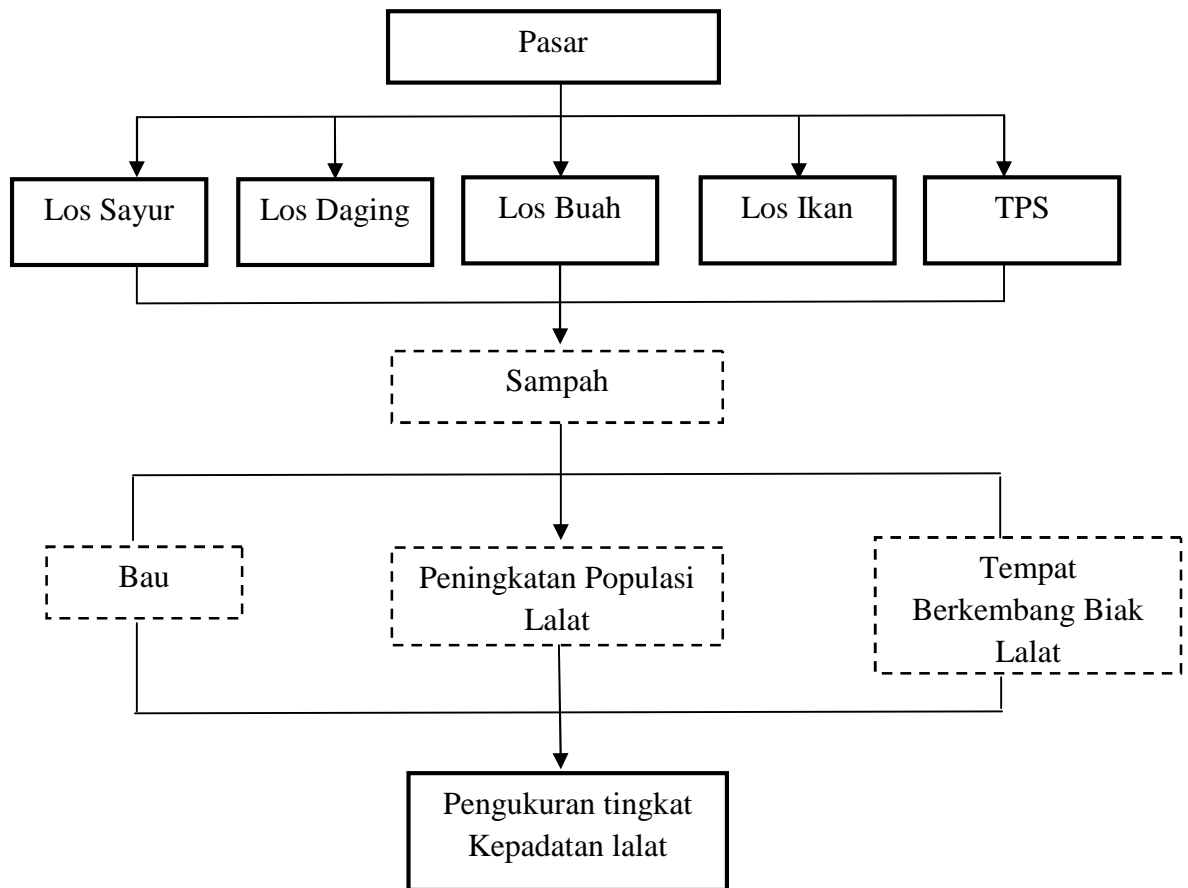 Pasar
Los Sayur
Los Daging
Los Buah
Los Ikan
TPS
Sampah
Bau
Peningkatan Populasi
Lalat
Tempat
Berkembang Biak
Lalat
Pengukuran tingkat
Kepadatan lalat